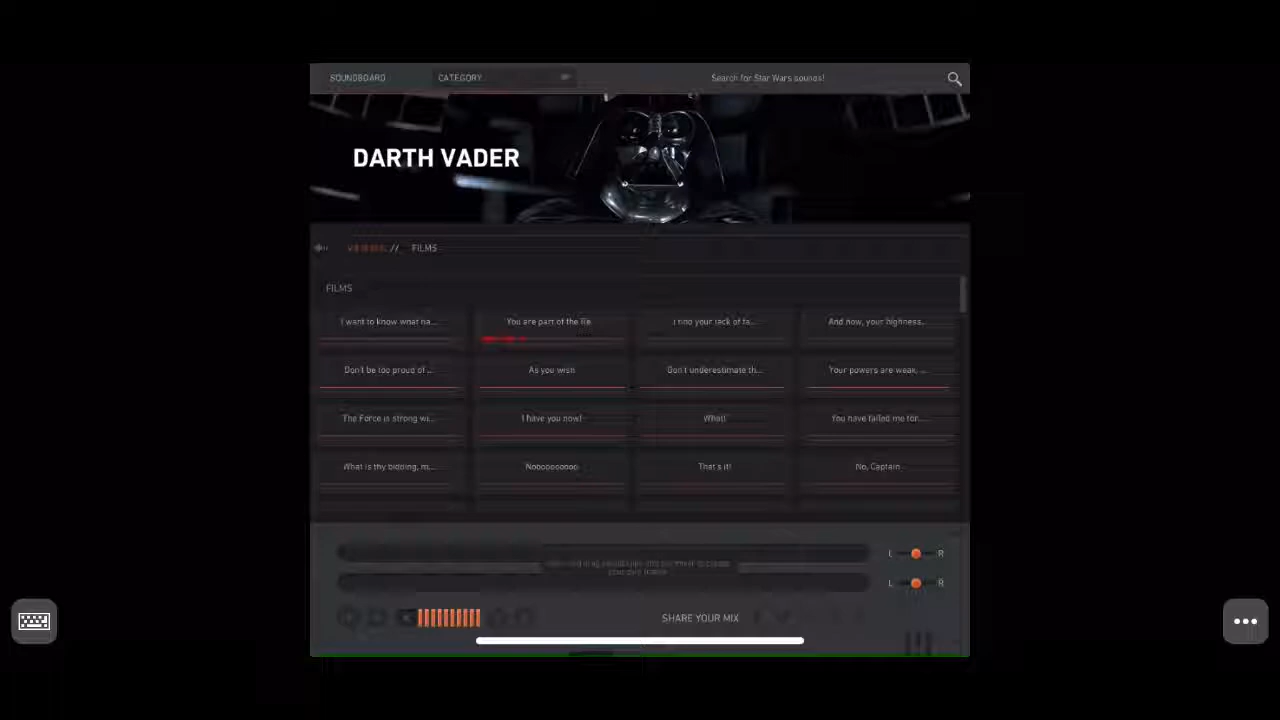 SOUNDBOARD CATEGORY Search for Star Wars sounds!
DARTH VADER
// FILMS
FILMS
I want to know what na... You are part of the Re I find your lack of fa... And now, your highness...
Don't be too proud of ... As you wish Don't underestimate th... Your powers are weak, ...
The Force is strong wi... I have you now! What! You have failed me for...
What is thy bidding, m... Nooooooooo That's it! No, Captain
L R
L R
SHARE YOUR MIX